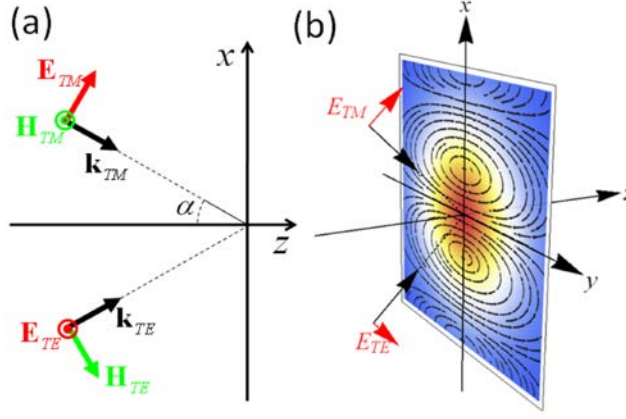 (a)
x
E_TM
H_TM
k_TM
α
z
k_TE
E_TE
H_TE
(b)
x
E_TM
z
y
E_TE